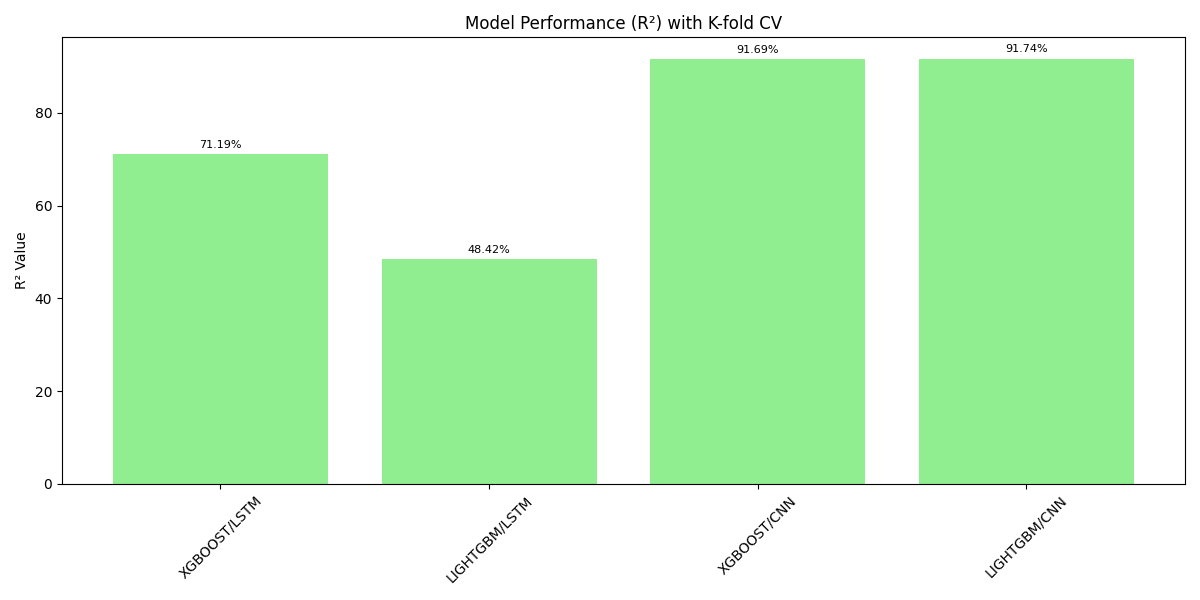 Model Performance (R²) with K-fold CV
R² Value
80
60
40
20
0
71.19%
48.42%
91.69%
91.74%
XGBOOST/LSTM
LIGHTGBM/LSTM
XGBOOST/CNN
LIGHTGBM/CNN